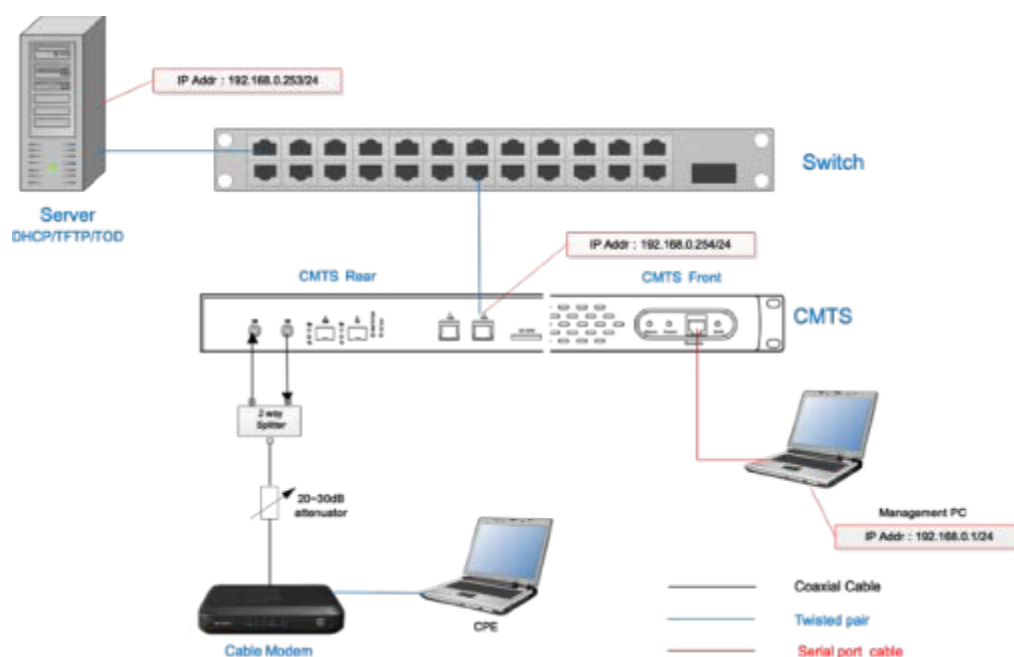 IP Addr : 192.168.0.253/24
Switch
Server
DHCP/TFTP/TOD
IP Addr : 192.168.0.254/24
CMTS Rear
CMTS Front
CMTS
2 way
Splitter
20~30dB
attenuator
Management PC
IP Addr : 192.168.0.1/24
CPE
Cable Modem
Coaxial Cable
Twisted pair
Serial port cable